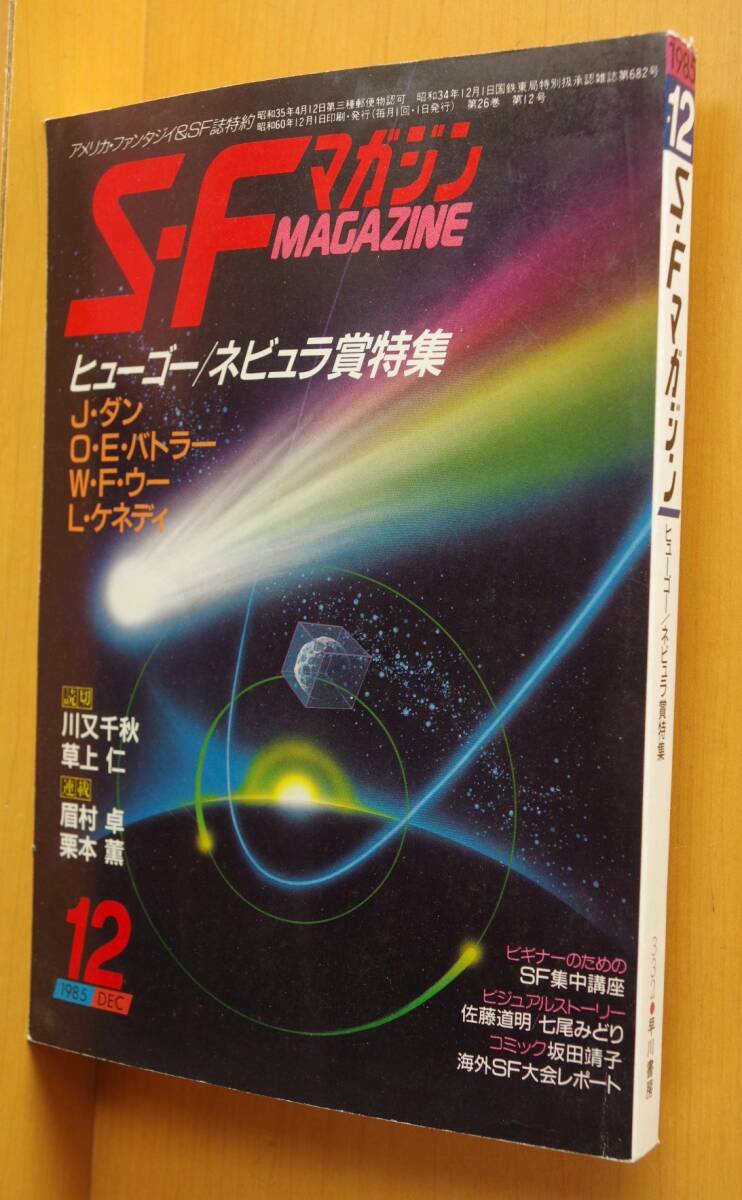 アメリカ・ファンタジイ&SF誌特約
昭和35年4月12日第三種郵便物認可 昭和34年12月1日国鉄東局特別扱承認雑誌第682号
昭和60年12月1日印刷・発行(毎月1回・1日発行) 第26巻 第12号
S・Fマガジン
MAGAZINE
ヒューゴー/ネビュラ賞特集
J・ダン
O・E・バトラー
W・F・ウー
L・ケネディ
読切
川又千秋
草上 仁
連載
眉村 卓
栗本 薫
12
1985 DEC
ビギナーのための
SF集中講座
ビジュアルストーリー
佐藤道明/七尾みどり
コミック坂田靖子
海外SF大会レポート
1985
12
S・Fマガジン
ヒューゴー/ネビュラ賞特集
早川書房